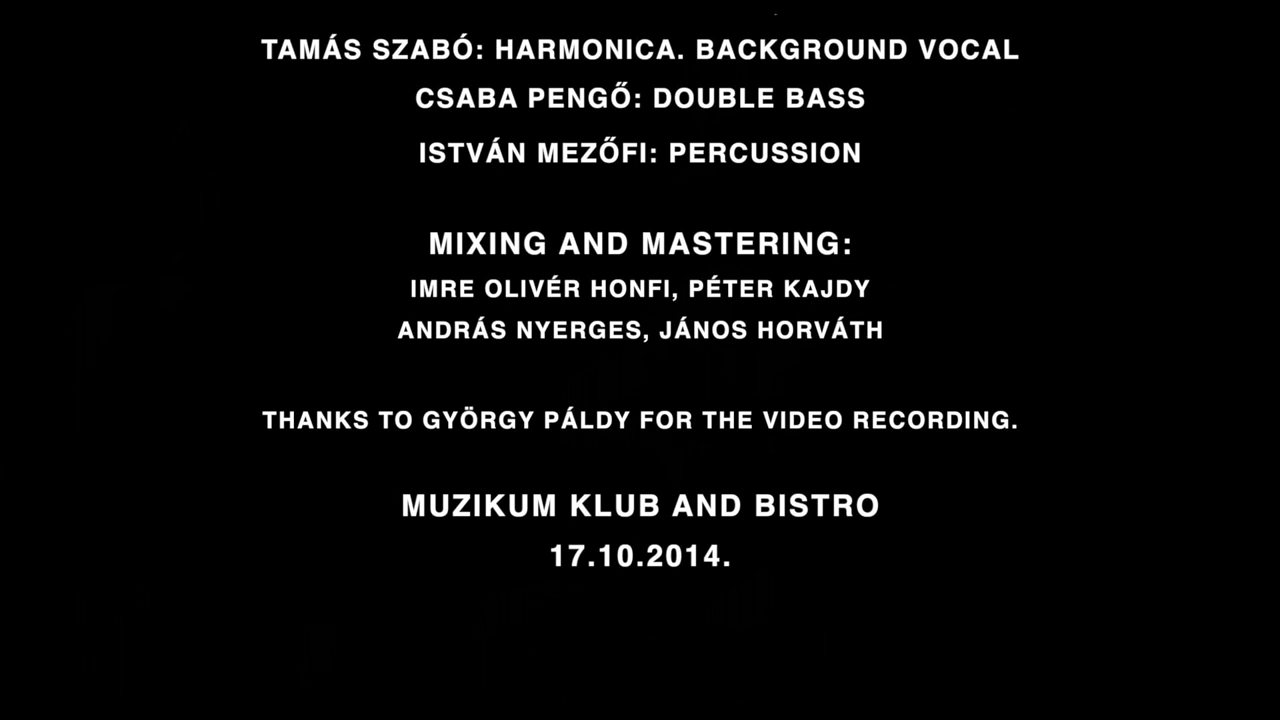 TAMÁS SZABÓ: HARMONICA. BACKGROUND VOCAL
CSABA PENGŐ: DOUBLE BASS
ISTVÁN MEZŐFI: PERCUSSION
MIXING AND MASTERING:
IMRE OLIVÉR HONFI, PÉTER KAJDY
ANDRÁS NYERGES, JÁNOS HORVÁTH
THANKS TO GYÖRGY PÁLDY FOR THE VIDEO RECORDING.
MUZIKUM KLUB AND BISTRO
17.10.2014.